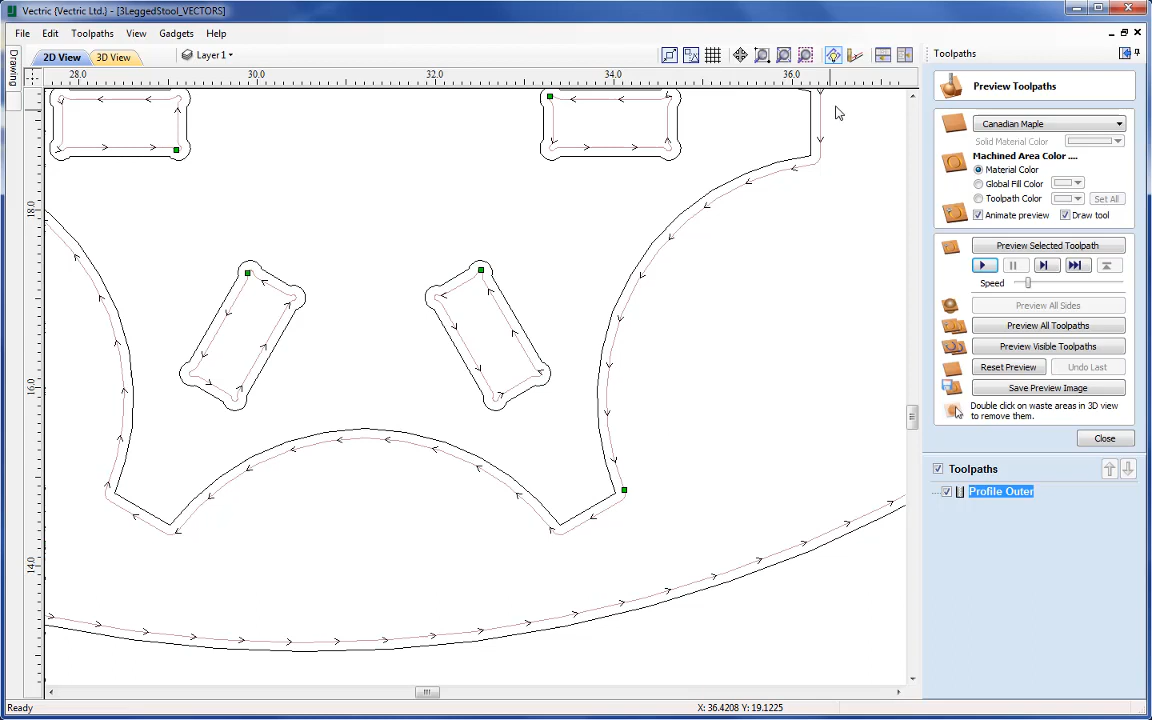 Vectric {Vectric Ltd.} - [3LeggedStool_VECTORS]
File Edit Toolpaths View Gadgets Help
2D View 3D View Layer 1
Drawing
28.0 30.0 32.0 34.0 36.0
18.0
16.0
14.0
Toolpaths
Preview Toolpaths
Canadian Maple
Solid Material Color
Machined Area Color ....
Material Color
Global Fill Color
Toolpath Color Set All
Animate preview Draw tool
Preview Selected Toolpath
Speed
Preview All Sides
Preview All Toolpaths
Preview Visible Toolpaths
Reset Preview Undo Last
Save Preview Image
Double click on waste areas in 3D view
to remove them.
Close
Toolpaths
Profile Outer
Ready X: 36.4208 Y: 19.1225